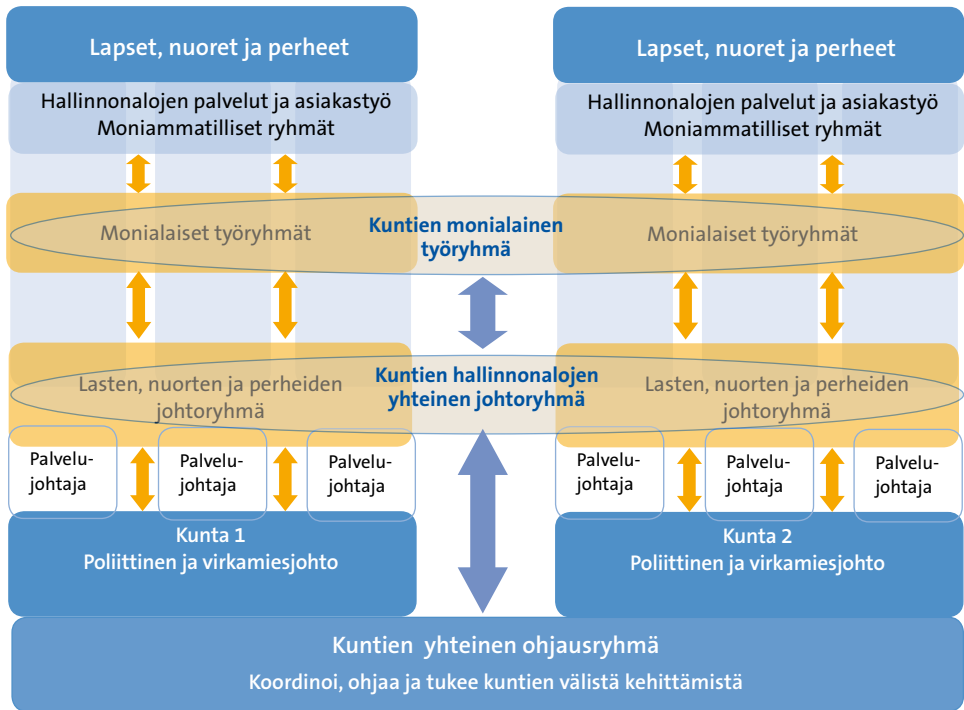 Lapset, nuoret ja perheet
Hallinnonalojen palvelut ja asiakastyö
Moniammatilliset ryhmät
Lapset, nuoret ja perheet
Hallinnonalojen palvelut ja asiakastyö
Moniammatilliset ryhmät
Monialaiset työryhmät
Kuntien monialainen
työryhmä
Monialaiset työryhmät
Lasten, nuorten ja perheiden
johtoryhmä
Kuntien hallinnonalojen
yhteinen johtoryhmä
Lasten, nuorten ja perheiden
johtoryhmä
Palvelu-
johtaja
Palvelu-
johtaja
Palvelu-
johtaja
Palvelu-
johtaja
Palvelu-
johtaja
Palvelu-
johtaja
Kunta 1
Poliittinen ja virkamiesjohto
Kunta 2
Poliittinen ja virkamiesjohto
Kuntien yhteinen ohjausryhmä
Koordinoi, ohjaa ja tukee kuntien välistä kehittämistä